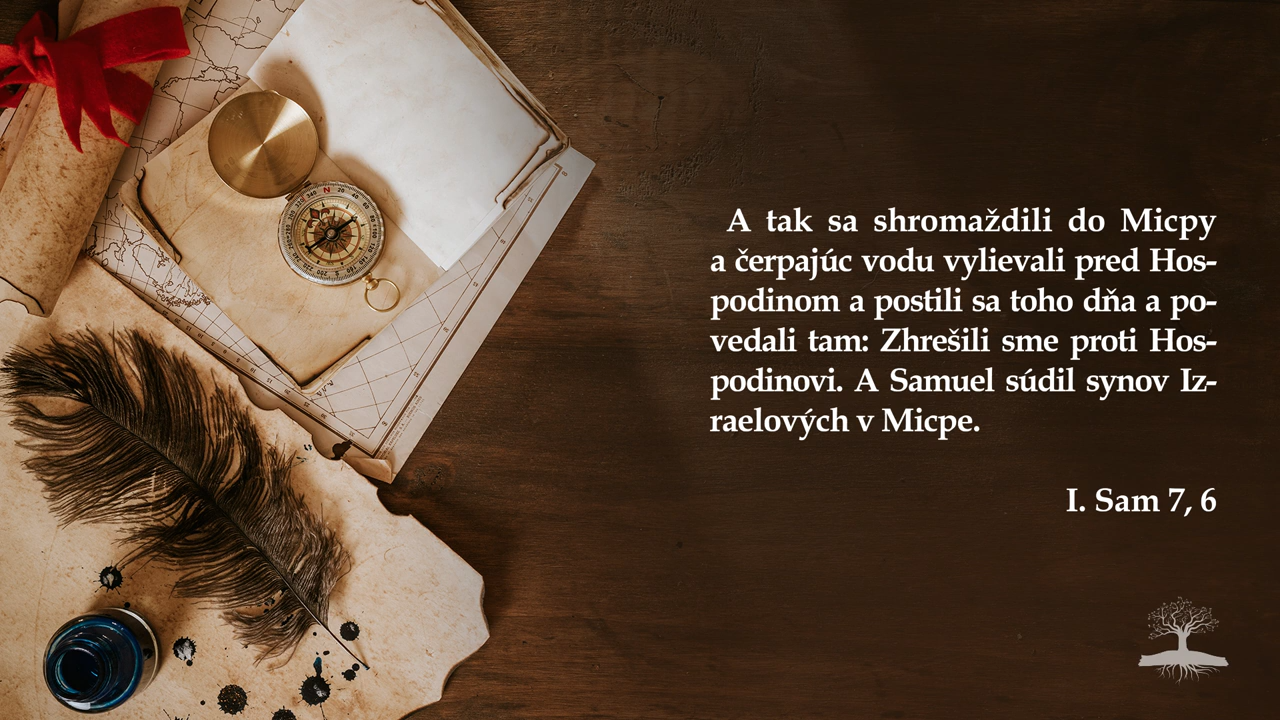 A tak sa shromaždili do Micpy
a čerpajúc vodu vylievali pred Hos-
podinom a postili sa toho dňa a po-
vedali tam: Zhrešili sme proti Hos-
podinovi. A Samuel súdil synov Iz-
raelových v Micpe.
I. Sam 7, 6